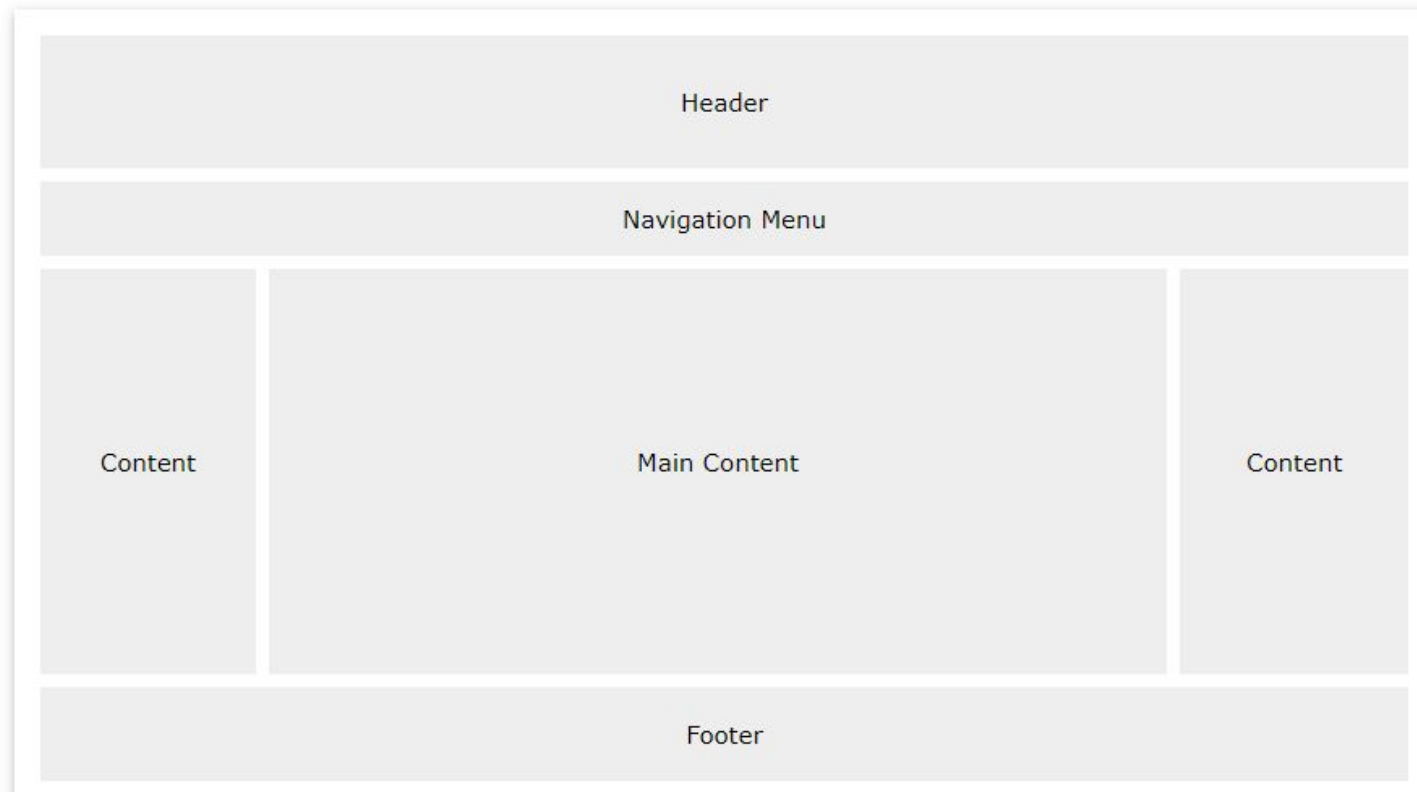 Header
Navigation Menu
Content
Main Content
Content
Footer